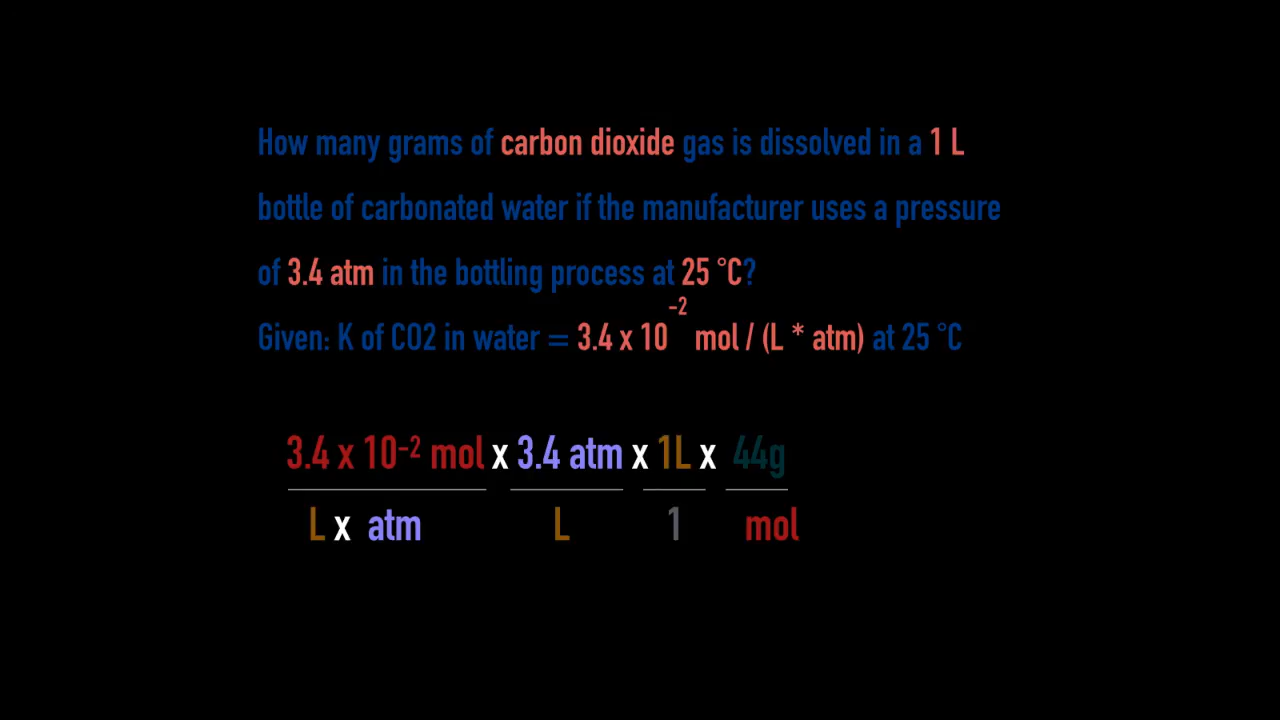 How many grams of carbon dioxide gas is dissolved in a 1 L
bottle of carbonated water if the manufacturer uses a pressure
of 3.4 atm in the bottling process at 25 °C?
Given: K of CO2 in water = 3.4 x 10⁻² mol / (L * atm) at 25 °C
3.4 x 10⁻² mol x 3.4 atm x 1L x 44g
L x atm L 1 mol